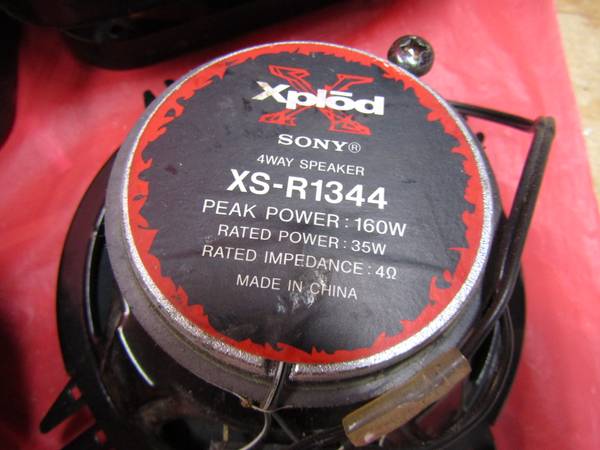 Xplōd
SONY®
4WAY SPEAKER
XS-R1344
PEAK POWER : 160W
RATED POWER : 35W
RATED IMPEDANCE : 4Ω
MADE IN CHINA